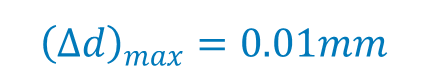 (Δd)max = 0.01mm